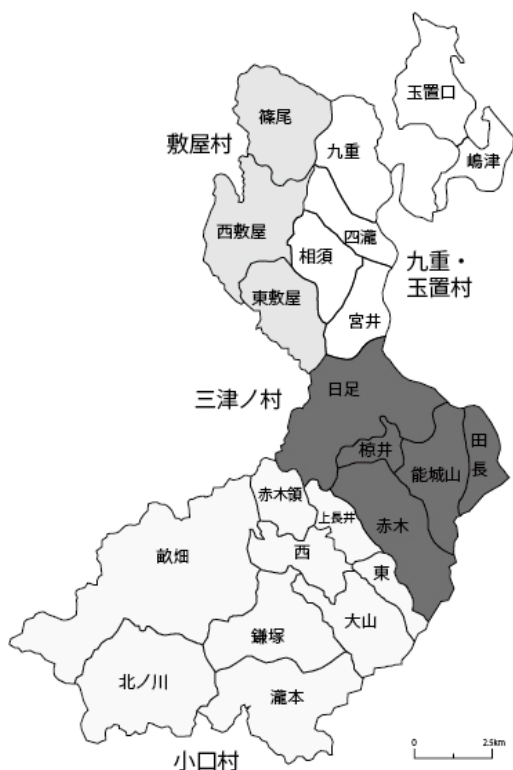 玉置口
篠尾
敷屋村
九重
嶋津
西敷屋
四瀧
相須
九重・
玉置村
東敷屋
宮井
日足
三津ノ村
椋井
田
長
能城山
赤木領
上長井
赤木
畝畑
西
東
大山
鎌塚
北ノ川
瀧本
小口村
0
2.5km